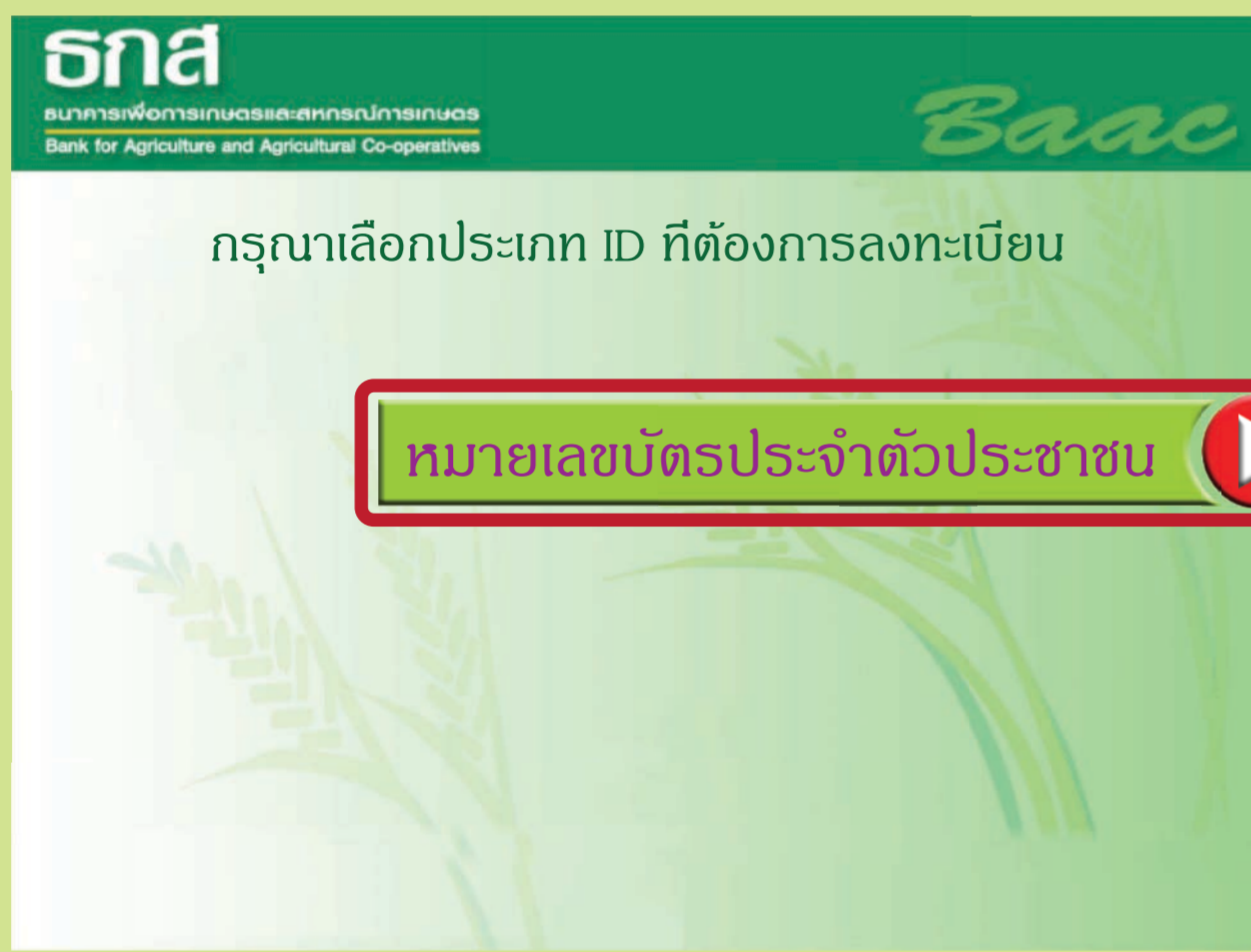 ธกส
ธนาคารเพื่อการเกษตรและสหกรณ์การเกษตร
Bank for Agriculture and Agricultural Co-operatives
Baac
กรุณาเลือกประเภท ID ที่ต้องการลงทะเบียน
หมายเลขบัตรประจำตัวประชาชน